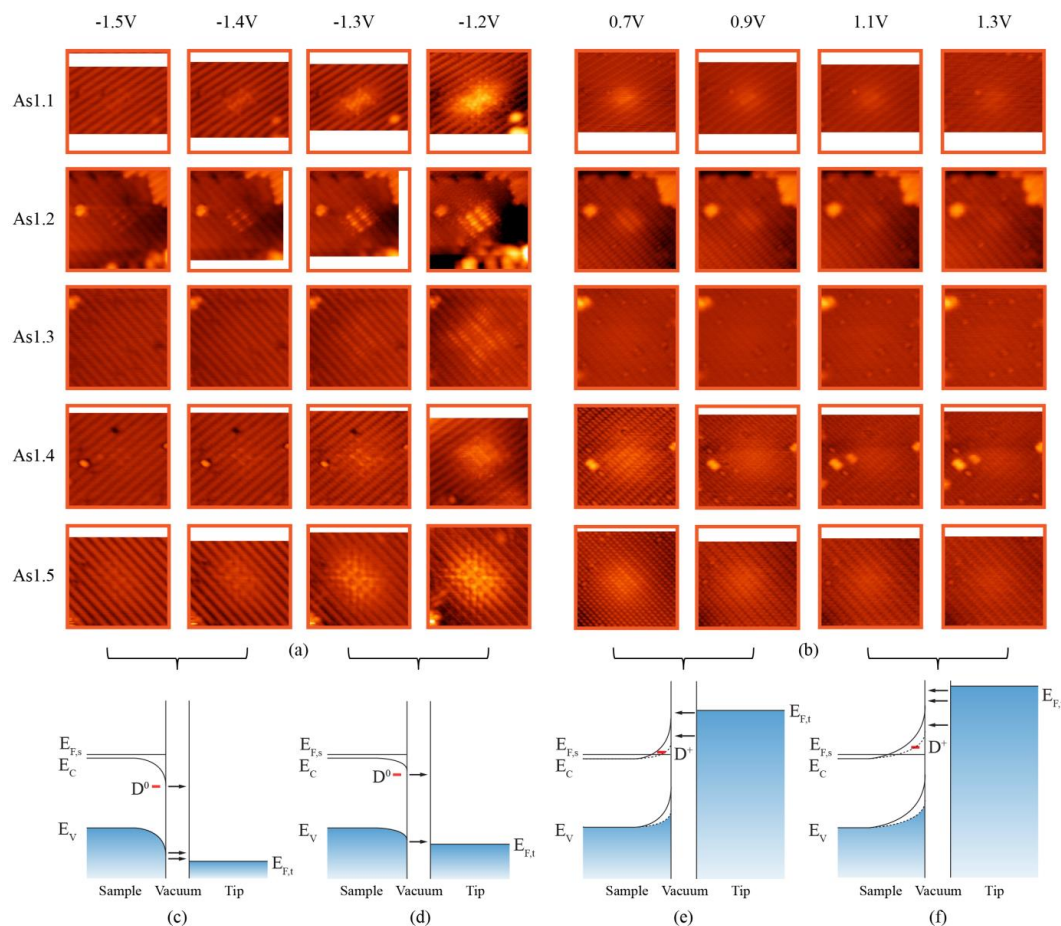 -1.5V -1.4V -1.3V -1.2V 0.7V 0.9V 1.1V 1.3V
As1.1
As1.2
As1.3
As1.4
As1.5
(a) (b)
E_F,s
E_C
D⁰
E_V
E_F,t
Sample Vacuum Tip
(c)
E_F,s
E_C
D⁰
E_V
E_F,t
Sample Vacuum Tip
(d)
E_F,t
E_F,s
E_C
D⁺
E_V
Sample Vacuum Tip
(e)
E_F,
E_F,s
E_C
D⁺
E_V
Sample Vacuum Tip
(f)